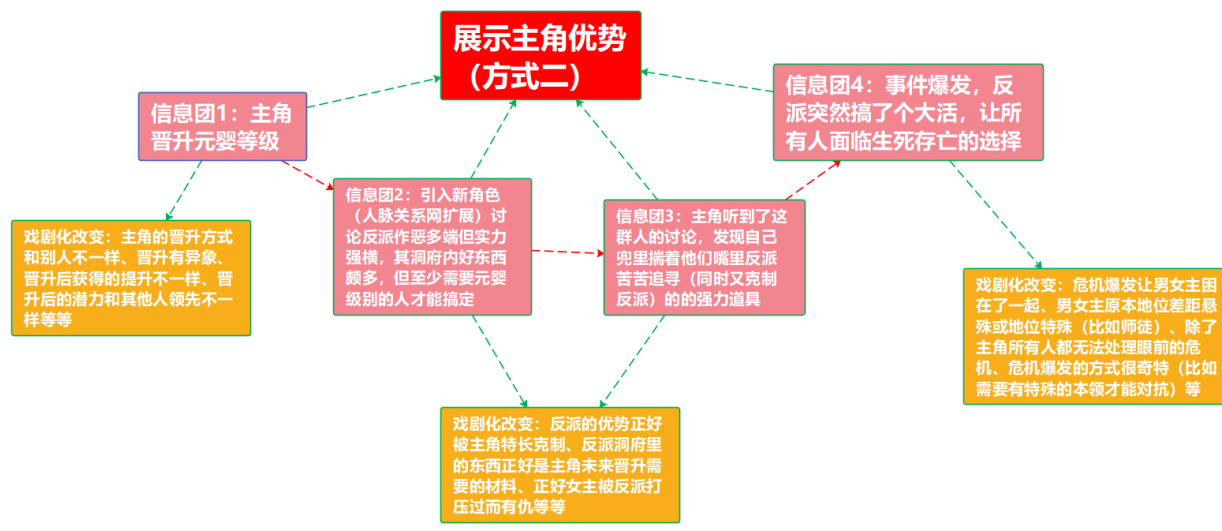 展示主角优势
（方式二）
信息团1：主角
晋升元婴等级
信息团4：事件爆发，反
派突然搞了个大活，让所
有人面临生死存亡的选择
信息团2：引入新角色
（人脉关系网扩展）讨
论反派作恶多端但实力
强横，其洞府内好东西
颇多，但至少需要元婴
级别的人才能搞定
信息团3：主角听到了这
群人的讨论，发现自己
兜里揣着他们嘴里反派
苦苦追寻（同时又克制
反派）的的强力道具
戏剧化改变：主角的晋升方式
和别人不一样、晋升有异象、
晋升后获得的提升不一样、晋
升后的潜力和其他人领先不一
样等等
戏剧化改变：危机爆发让男女主困
在了一起、男女主原本地位差距悬
殊或地位特殊（比如师徒）、除了
主角所有人都无法处理眼前的危
机、危机爆发的方式很奇特（比如
需要有特殊的本领才能对抗）等
戏剧化改变：反派的优势正好
被主角特长克制、反派洞府里
的东西正好是主角未来晋升需
要的材料、正好女主被反派打
压过而有仇等等